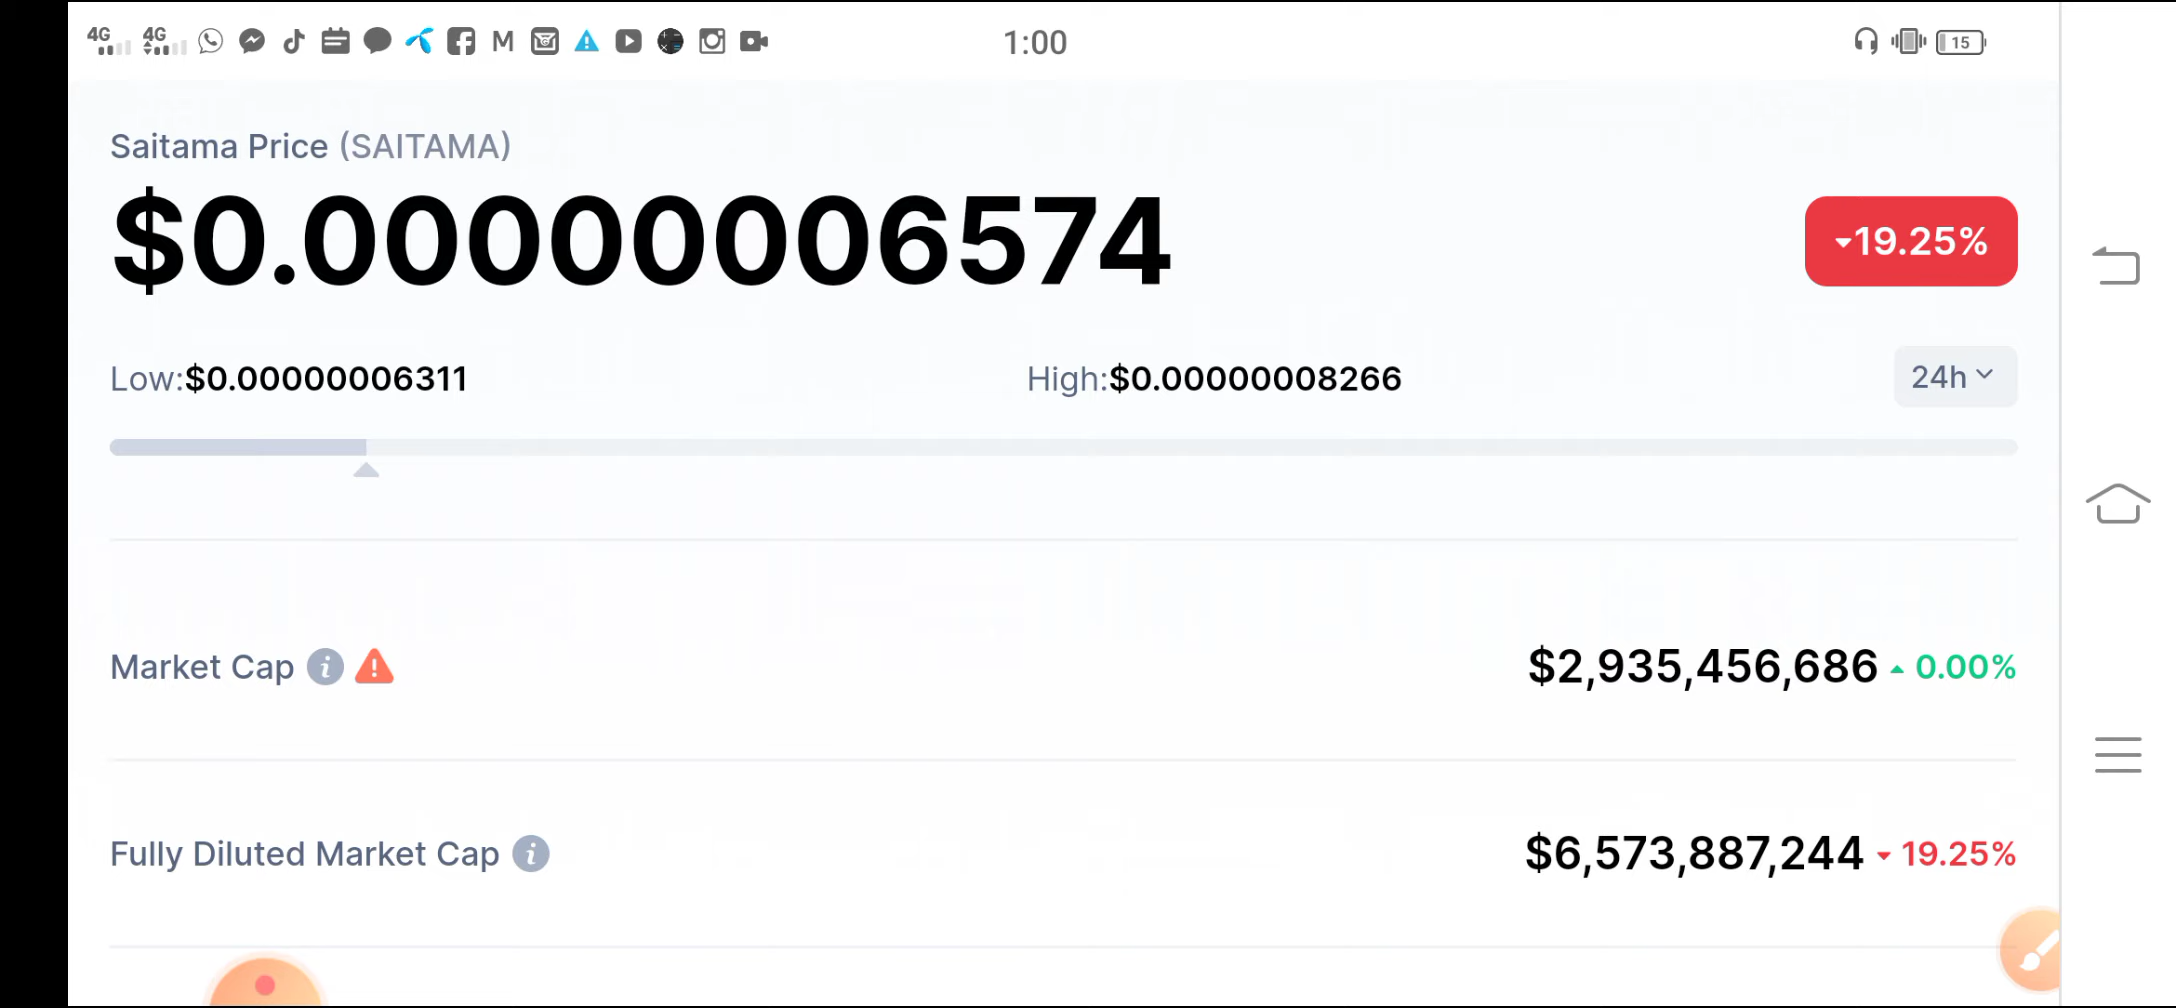 4G 4G M 1:00 15
Saitama Price (SAITAMA)
$0.00000006574
19.25%
Low:$0.00000006311 High:$0.00000008266 24h
Market Cap i $2,935,456,686 0.00%
Fully Diluted Market Cap i $6,573,887,244 19.25%